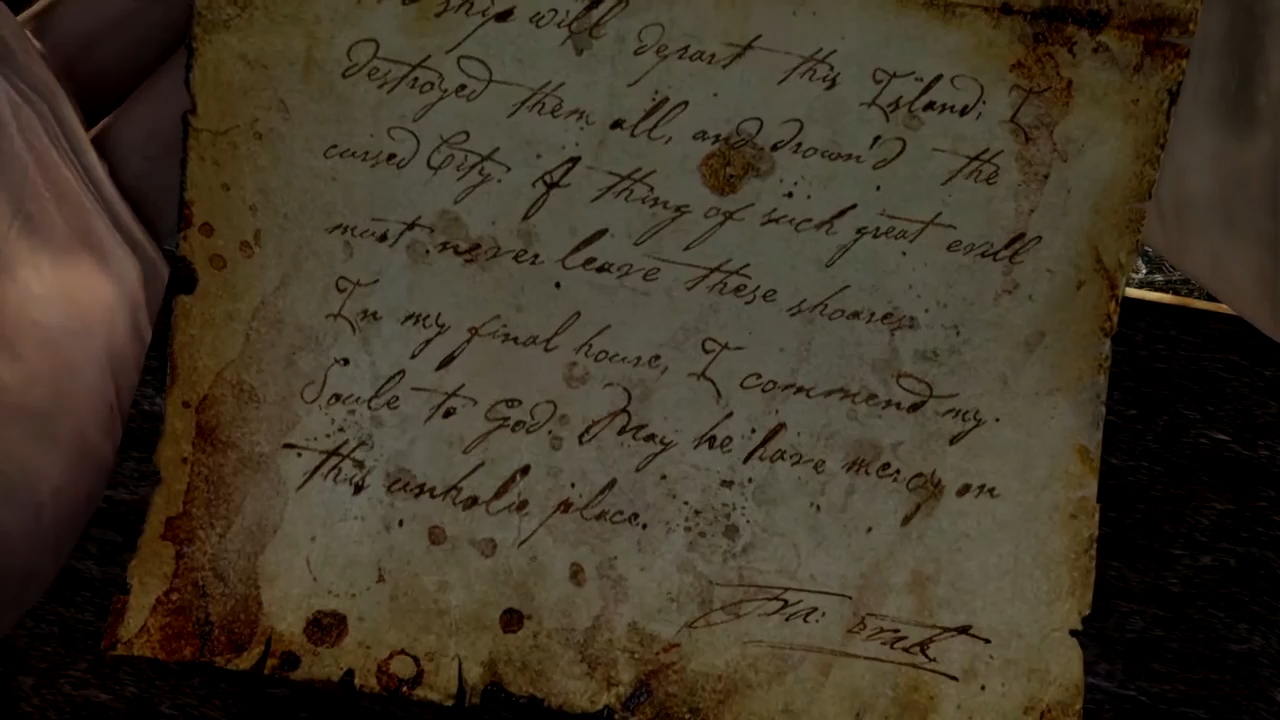 ship will depart this Island; I
destroyed them all, and drown'd the
cursed City. A thing of such great evill
must never leave these shoares.
In my final houre, I commend my
Soule to God. May he have mercy on
this unholie place.
Fra: Drak